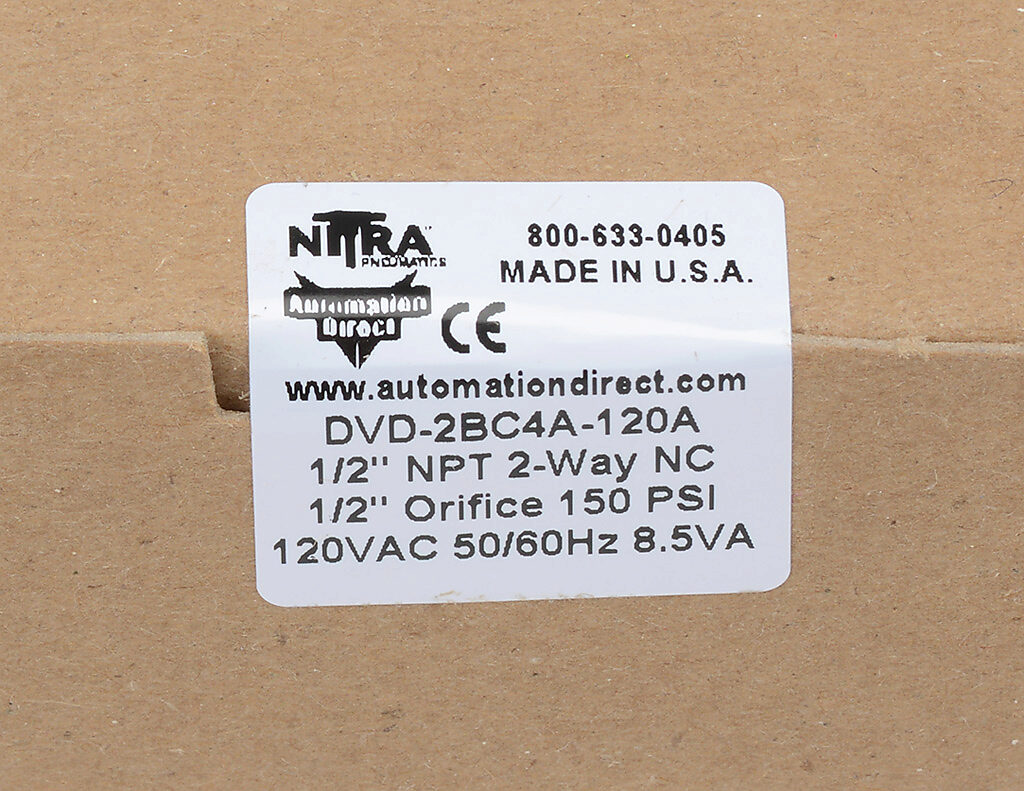 NITRA
PNEUMATICS
Automation
Direct
CE
800-633-0405
MADE IN U.S.A.
www.automationdirect.com
DVD-2BC4A-120A
1/2" NPT 2-Way NC
1/2" Orifice 150 PSI
120VAC 50/60Hz 8.5VA